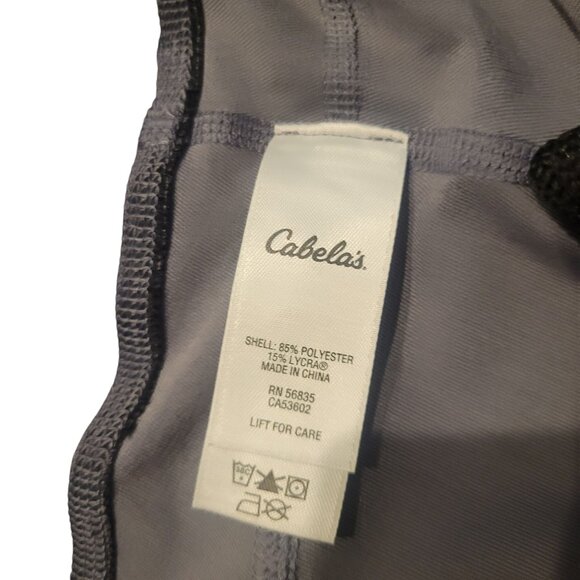 Cabela's.
SHELL: 85% POLYESTER
15% LYCRA®
MADE IN CHINA
RN 56835
CA53602
LIFT FOR CARE